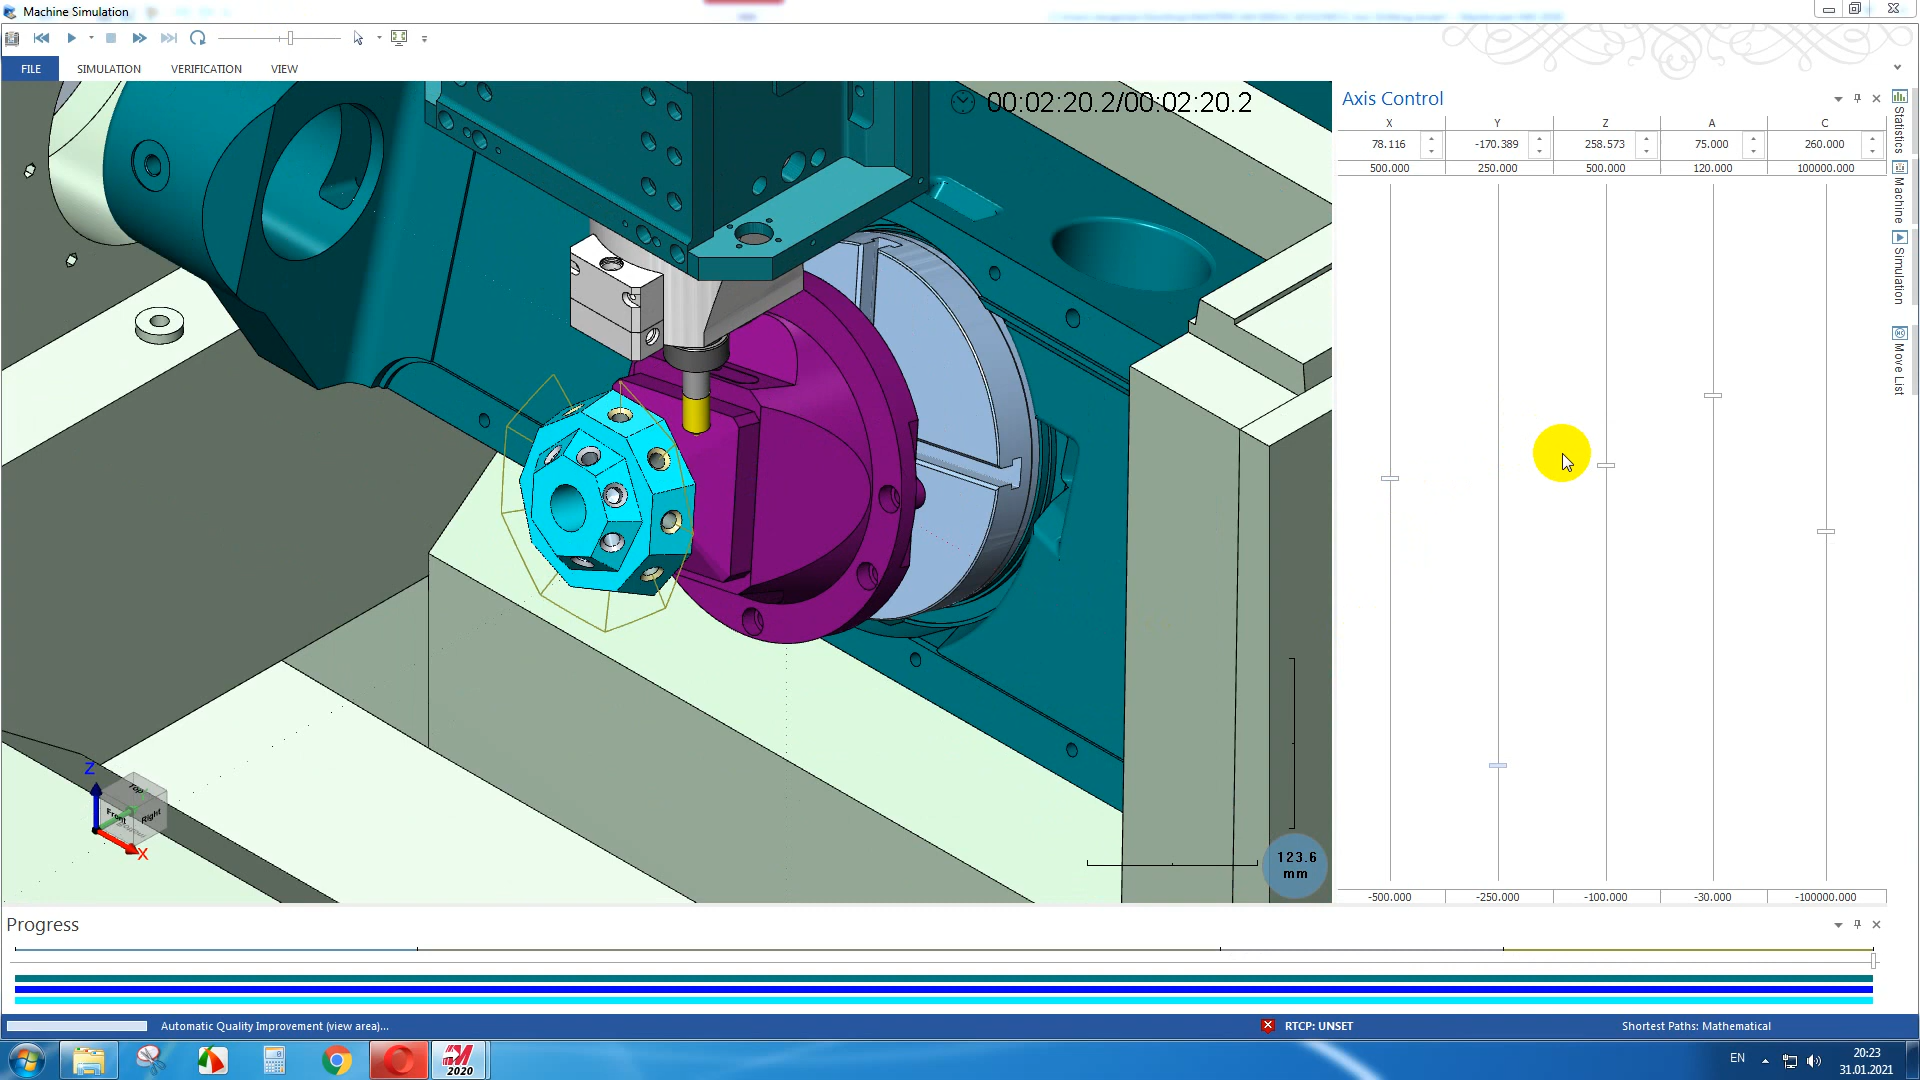 Machine Simulation
FILE SIMULATION VERIFICATION VIEW
00:02:20.2/00:02:20.2
Axis Control
X Y Z A C
78.116 -170.389 258.573 75.000 260.000
500.000 250.000 500.000 120.000 100000.000
-500.000 -250.000 -100.000 -30.000 -100000.000
Statistics
Machine
Simulation
Move List
Z
Top
Front
Right
X
123.6
mm
Progress
Automatic Quality Improvement (view area)...
RTCP: UNSET
Shortest Paths: Mathematical
2020
EN
20:23
31.01.2021